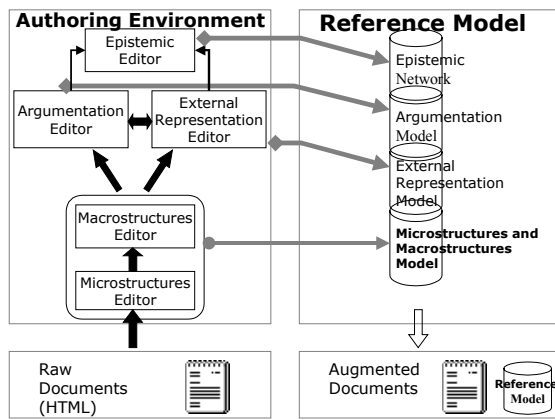 Authoring Environment
Epistemic
Editor
Argumentation
Editor
External
Representation
Editor
Macrostructures
Editor
Microstructures
Editor
Raw
Documents
(HTML)
Reference Model
Epistemic
Network
Argumentation
Model
External
Representation
Model
Microstructures and
Macrostructures
Model
Augmented
Documents
Reference
Model